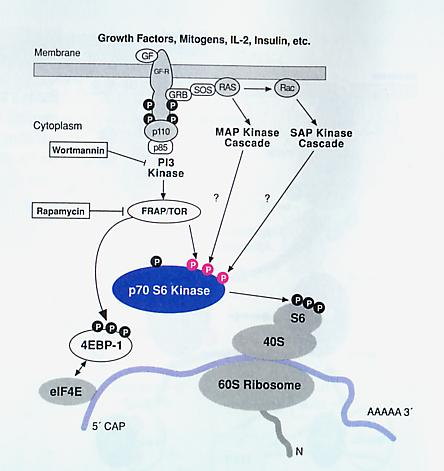 Growth Factors, Mitogens, IL-2, Insulin, etc.
Membrane
GF
GF-R
GRB
SOS
RAS
Rac
P P
P P
Cytoplasm
p110
p85
MAP Kinase
Cascade
SAP Kinase
Cascade
Wortmannin
PI3
Kinase
?
?
Rapamycin
FRAP/TOR
P
P P P
p70 S6 Kinase
P P P
S6
P P P
4EBP-1
40S
eIF4E
60S Ribosome
5´ CAP
AAAAA 3´
N